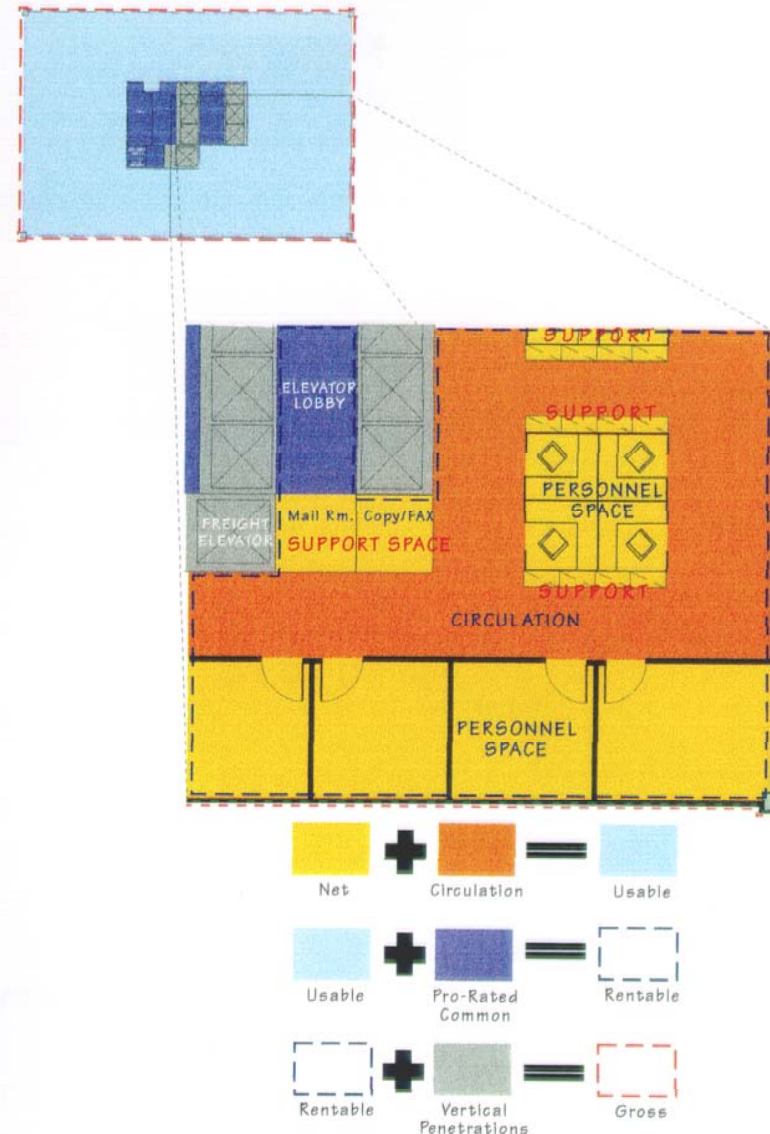 SUPPORT
ELEVATOR
LOBBY
SUPPORT
PERSONNEL
SPACE
FREIGHT
ELEVATOR
Mail Rm. Copy/FAX
SUPPORT SPACE
SUPPORT
CIRCULATION
PERSONNEL
SPACE
Net Circulation Usable
Usable Pro-Rated Rentable
Common
Rentable Vertical Gross
Penetrations